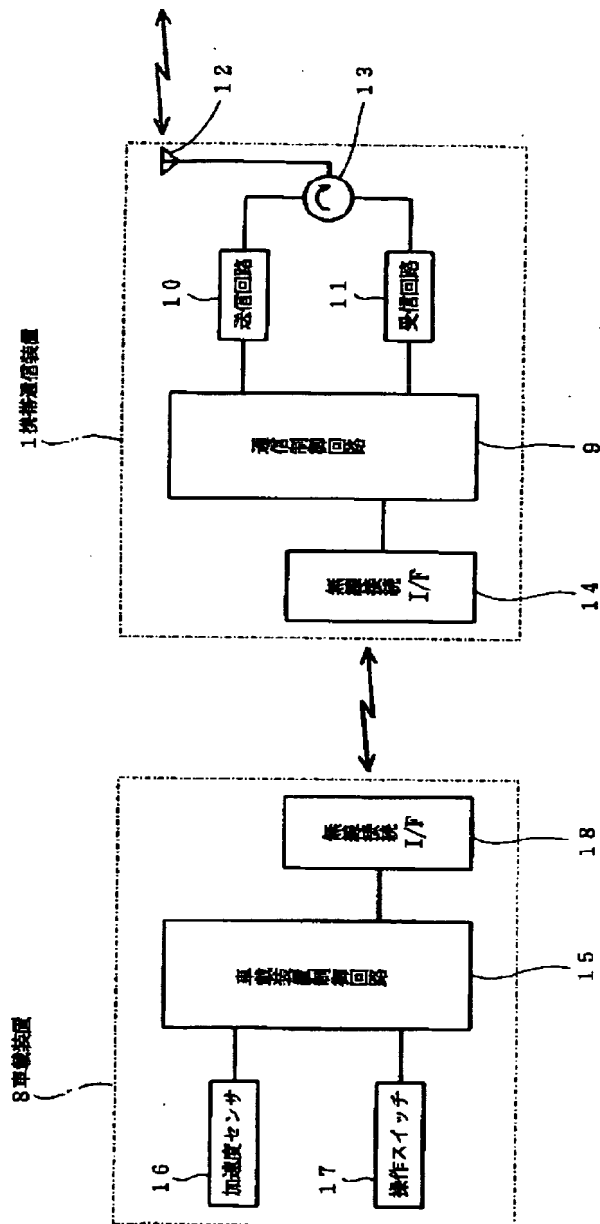 8車載装置
16
加速度センサ
17
操作スイッチ
車載装置制御回路
15
無線接続
I/F
18
1携帯通信装置
無線接続
I/F
14
通信制御回路
9
10
送信回路
11
受信回路
12
13